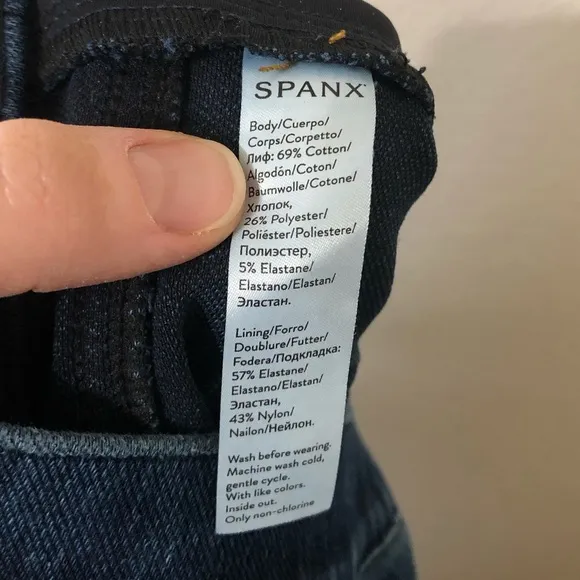 SPANX
Body/Cuerpo/
Corps/Corpetto/
Лиф: 69% Cotton/
Algodón/Coton/
Baumwolle/Cotone/
Хлопок,
26% Polyester/
Poliéster/Poliestere/
Полиэстер,
5% Elastane/
Elastano/Elastan/
Эластан.
Lining/Forro/
Doublure/Futter/
Fodera/Подкладка:
57% Elastane/
Elastano/Elastan/
Эластан,
43% Nylon/
Nailon/Нейлон.
Wash before wearing.
Machine wash cold,
gentle cycle.
With like colors.
Inside out.
Only non-chlorine